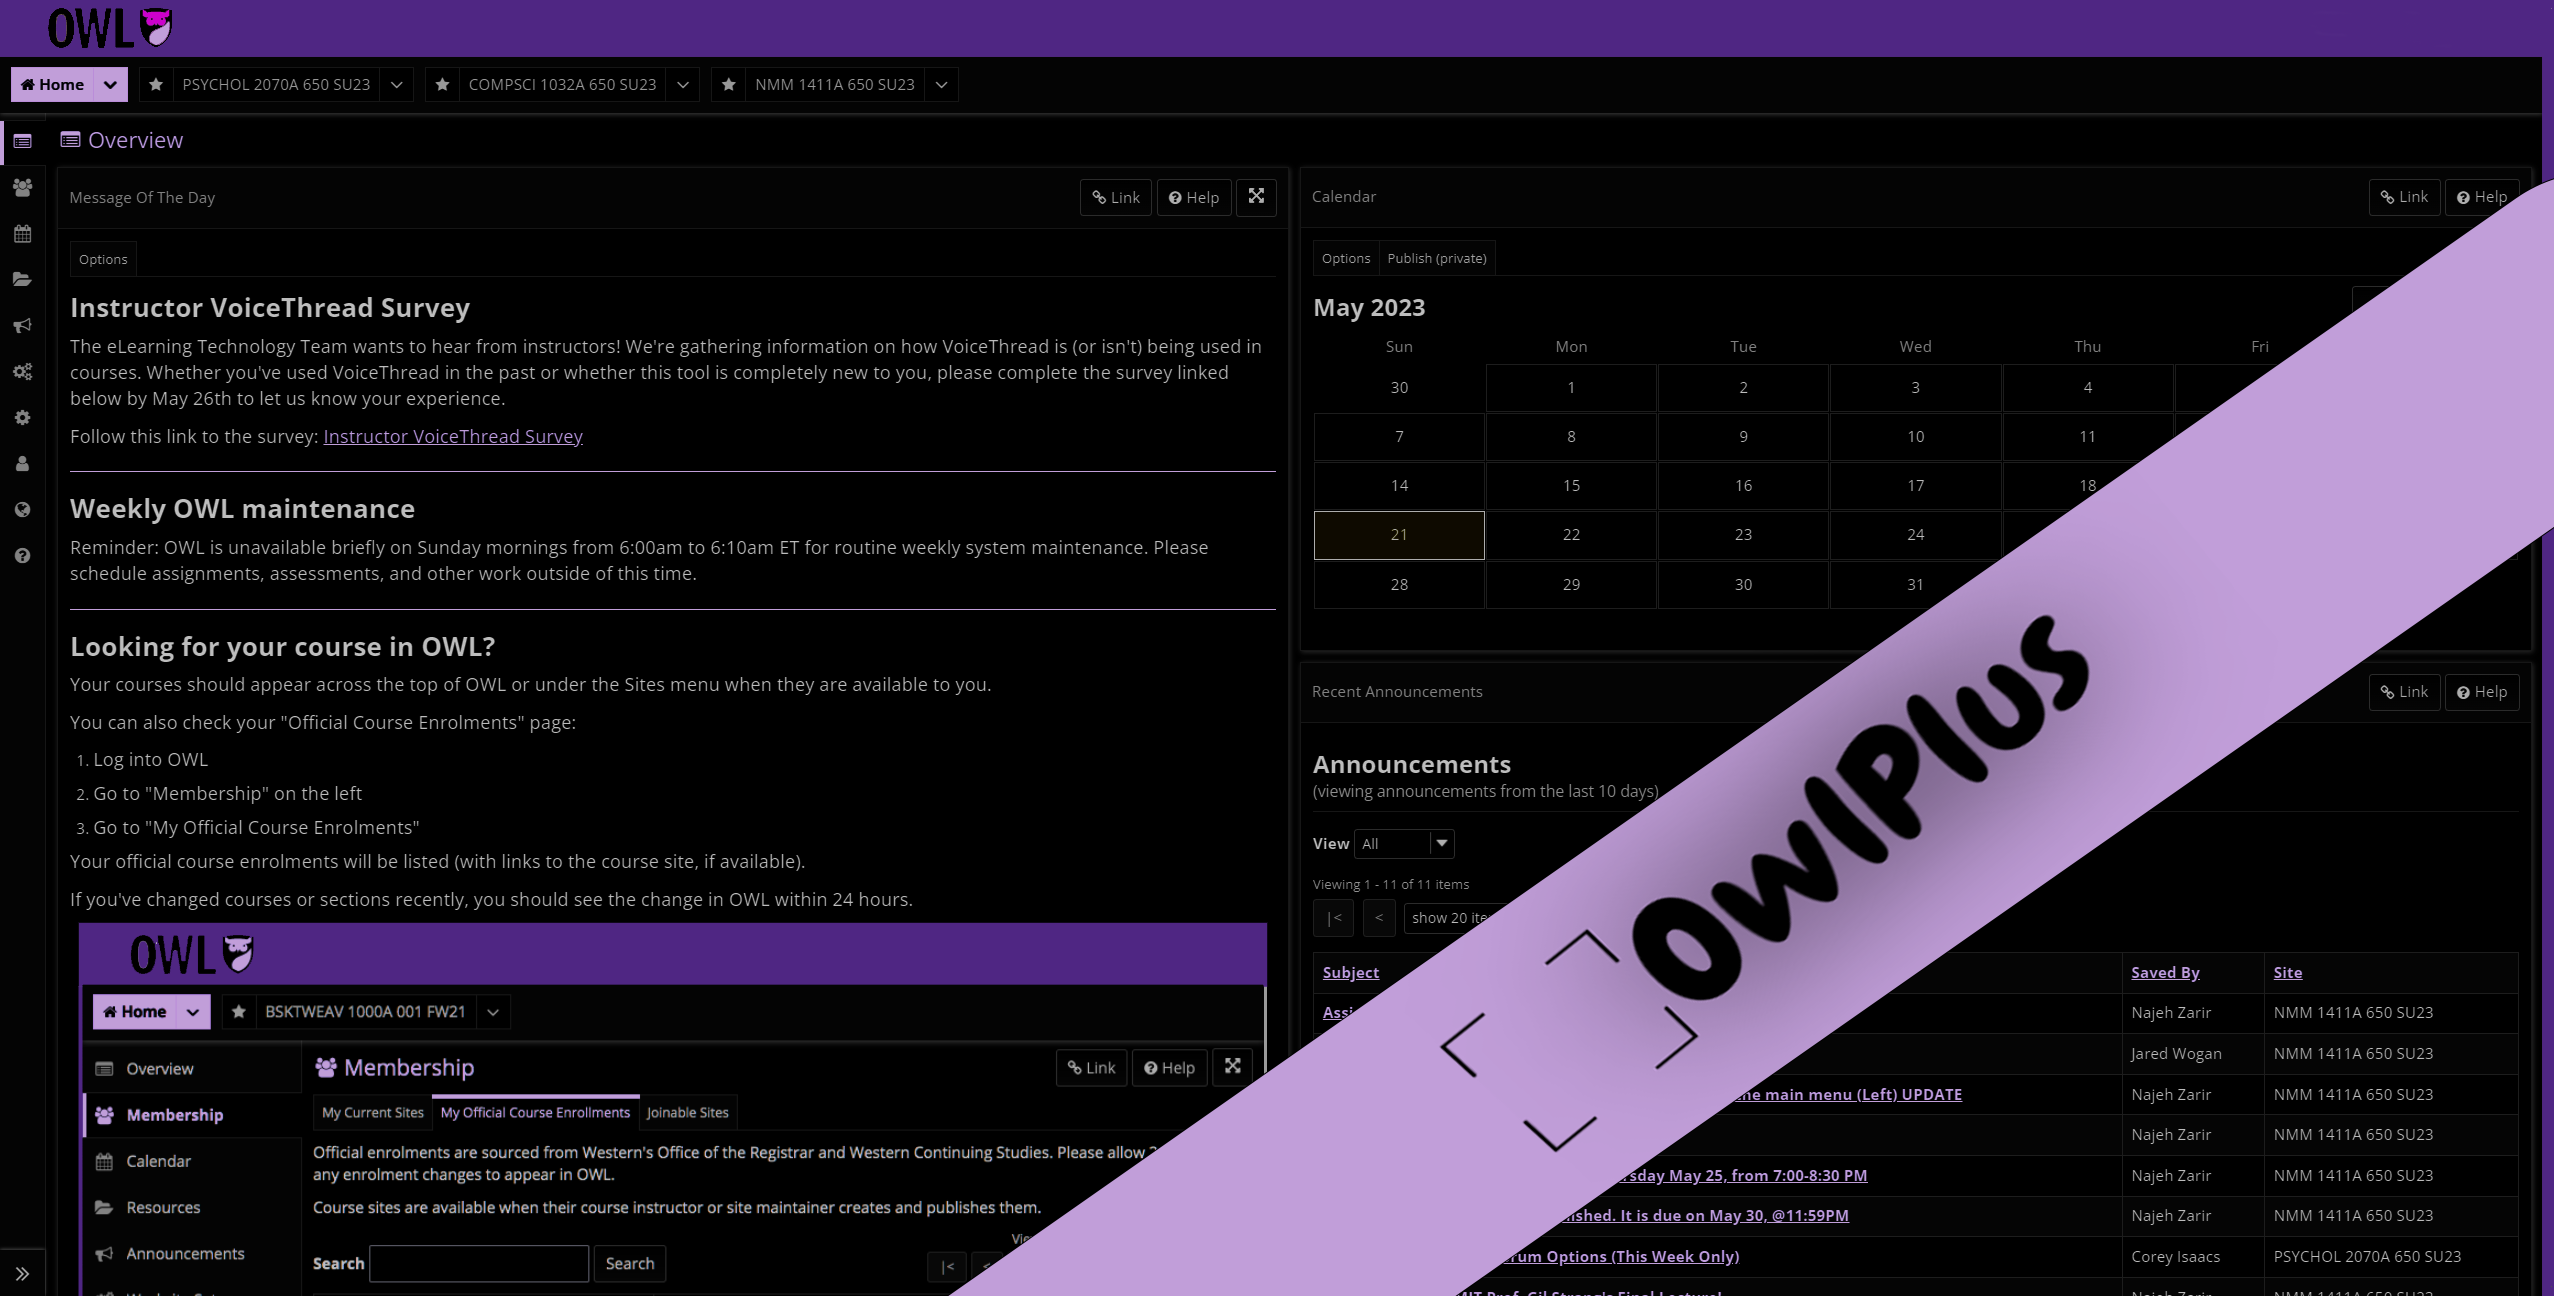 OWL
Home
PSYCHOL 2070A 650 SU23
COMPSCI 1032A 650 SU23
NMM 1411A 650 SU23
Overview
Message Of The Day
Link
Help
Options
Instructor VoiceThread Survey
The eLearning Technology Team wants to hear from instructors! We're gathering information on how VoiceThread is (or isn't) being used in
courses. Whether you've used VoiceThread in the past or whether this tool is completely new to you, please complete the survey linked
below by May 26th to let us know your experience.
Follow this link to the survey: Instructor VoiceThread Survey
Weekly OWL maintenance
Reminder: OWL is unavailable briefly on Sunday mornings from 6:00am to 6:10am ET for routine weekly system maintenance. Please
schedule assignments, assessments, and other work outside of this time.
Looking for your course in OWL?
Your courses should appear across the top of OWL or under the Sites menu when they are available to you.
You can also check your "Official Course Enrolments" page:
1. Log into OWL
2. Go to "Membership" on the left
3. Go to "My Official Course Enrolments"
Your official course enrolments will be listed (with links to the course site, if available).
If you've changed courses or sections recently, you should see the change in OWL within 24 hours.
OWL
Home
BSKTWEAV 1000A 001 FW21
Overview
Membership
Calendar
Resources
Announcements
Membership
Link
Help
My Current Sites
My Official Course Enrollments
Joinable Sites
Official enrolments are sourced from Western's Office of the Registrar and Western Continuing Studies. Please allow
any enrolment changes to appear in OWL.
Course sites are available when their course instructor or site maintainer creates and publishes them.
Search
Search
|<
Calendar
Link
Help
Options
Publish (private)
May 2023
Sun Mon Tue Wed Thu Fri
30 1 2 3 4
7 8 9 10 11
14 15 16 17 18
21 22 23 24
28 29 30 31
OwlPlus
Recent Announcements
Link
Help
Announcements
(viewing announcements from the last 10 days)
View All
Viewing 1 - 11 of 11 items
|< < show 20
Subject Saved By Site
Najeh Zarir NMM 1411A 650 SU23
Jared Wogan NMM 1411A 650 SU23
main menu (Left) UPDATE Najeh Zarir NMM 1411A 650 SU23
Najeh Zarir NMM 1411A 650 SU23
May 25, from 7:00-8:30 PM Najeh Zarir NMM 1411A 650 SU23
It is due on May 30, @11:59PM Najeh Zarir NMM 1411A 650 SU23
Options (This Week Only) Corey Isaacs PSYCHOL 2070A 650 SU23